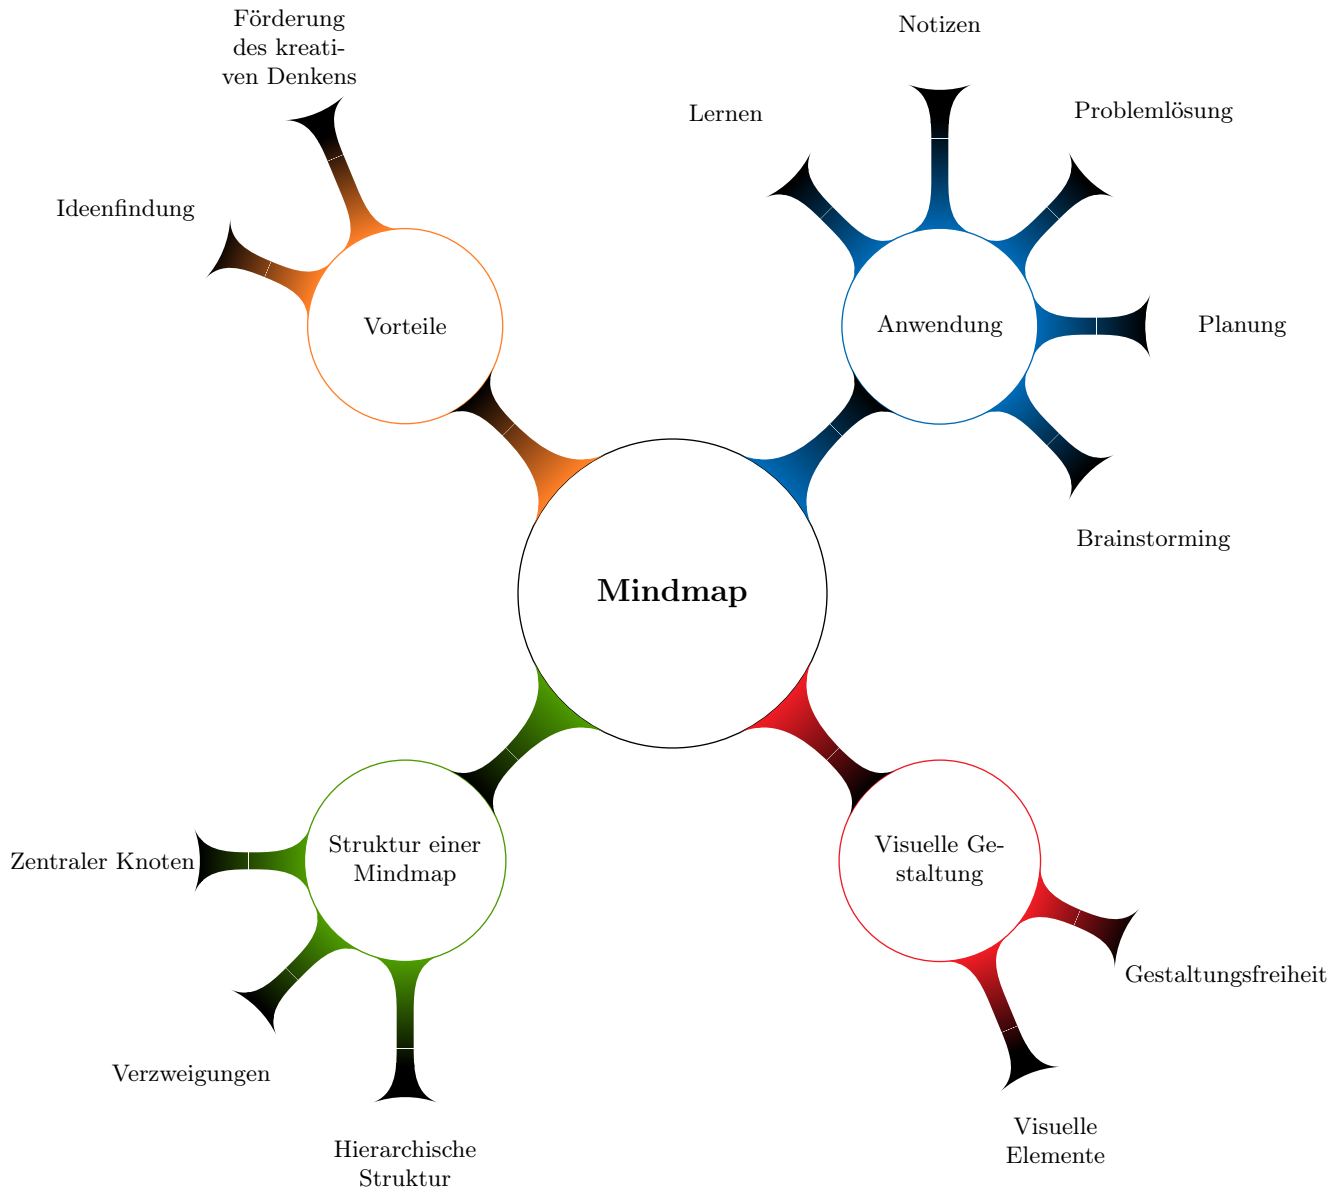 Förderung
des kreati-
ven Denkens
Notizen
Lernen
Problemlösung
Ideenfindung
Vorteile
Anwendung
Planung
Brainstorming
Mindmap
Struktur einer
Mindmap
Visuelle Ge-
staltung
Zentraler Knoten
Gestaltungsfreiheit
Verzweigungen
Visuelle
Elemente
Hierarchische
Struktur